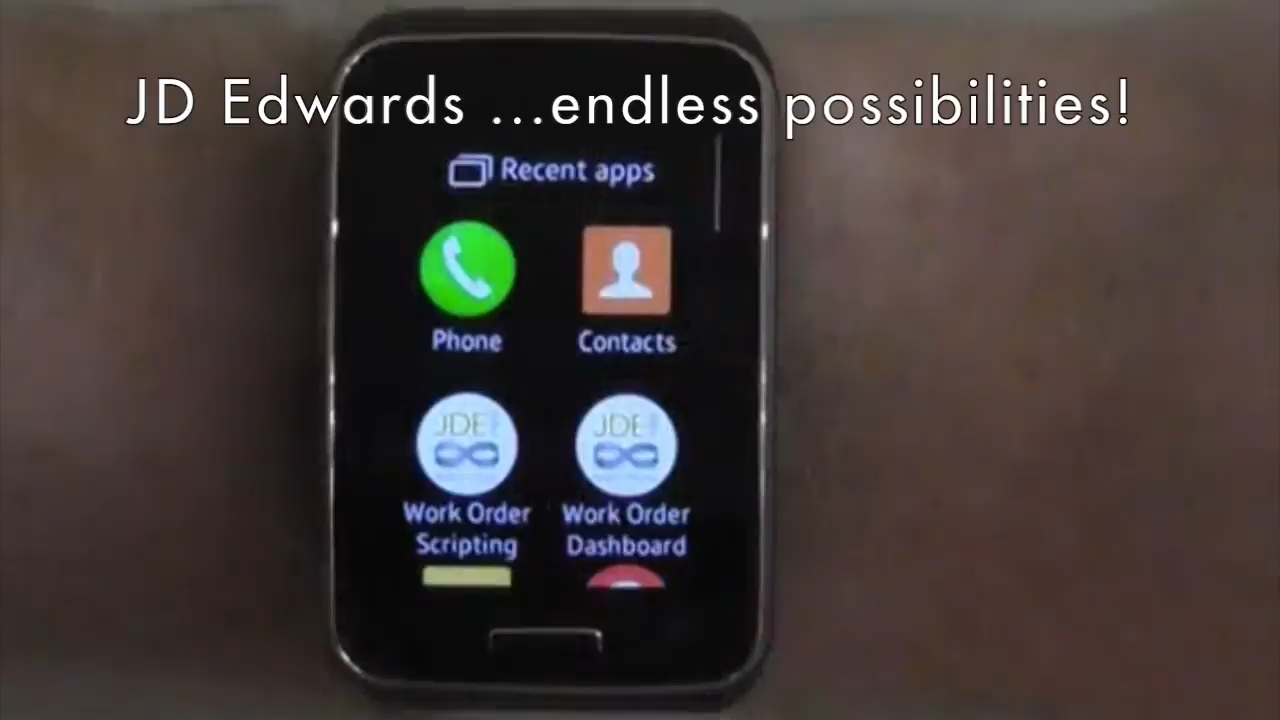 JD Edwards ...endless possibilities!
Recent apps
Phone
Contacts
JDE
JDE
Work Order
Scripting
Work Order
Dashboard